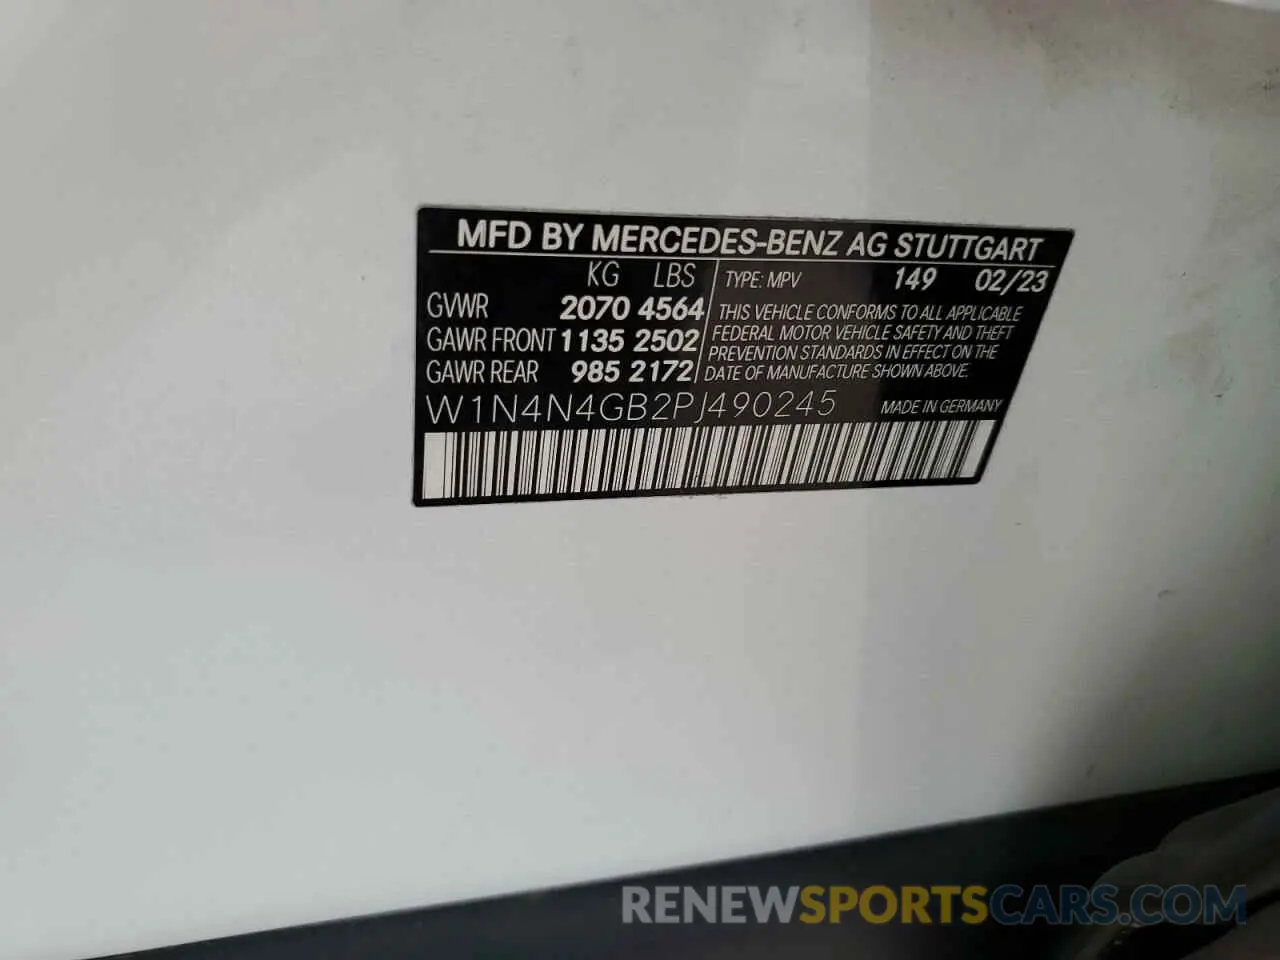 MFD BY MERCEDES-BENZ AG STUTTGART
KG LBS
GVWR 2070 4564
GAWR FRONT 1135 2502
GAWR REAR 985 2172
TYPE: MPV 149 02/23
THIS VEHICLE CONFORMS TO ALL APPLICABLE
FEDERAL MOTOR VEHICLE SAFETY AND THEFT
PREVENTION STANDARDS IN EFFECT ON THE
DATE OF MANUFACTURE SHOWN ABOVE.
W1N4N4GB2PJ490245 MADE IN GERMANY
RENEWSPORTSCARS.COM